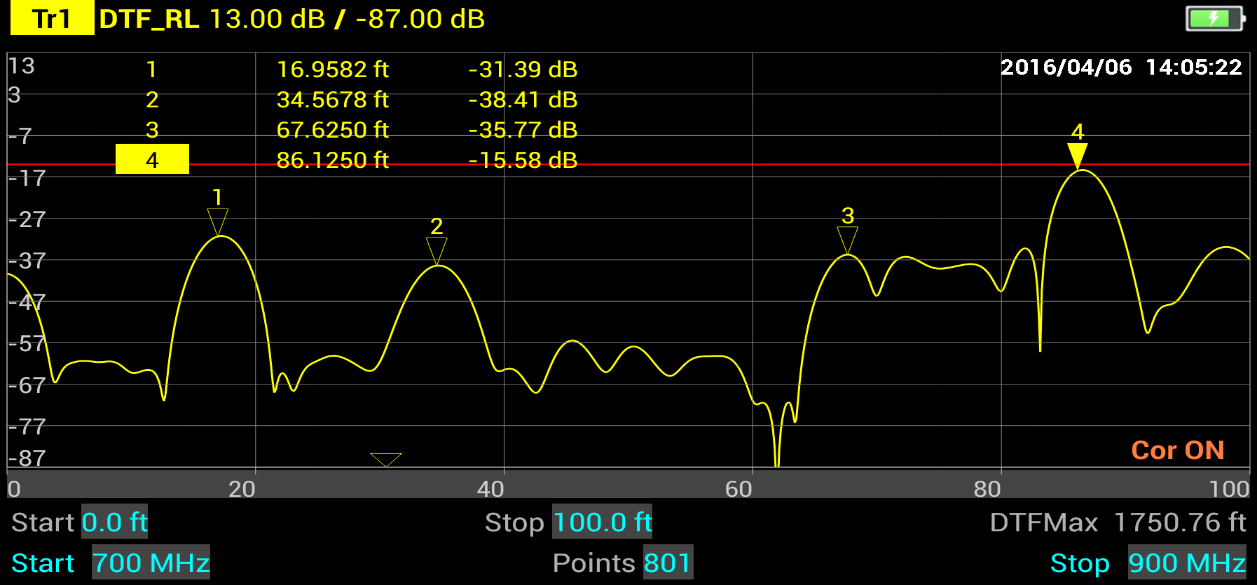 Tr1 DTF_RL 13.00 dB / -87.00 dB
13 1 16.9582 ft -31.39 dB 2016/04/06 14:05:22
3 2 34.5678 ft -38.41 dB
-7 3 67.6250 ft -35.77 dB 4
4 86.1250 ft -15.58 dB
-17
1
-27 2 3
-37
-47
-57
-67
-77
-87 Cor ON
0 20 40 60 80 100
Start 0.0 ft Stop 100.0 ft DTFMax 1750.76 ft
Start 700 MHz Points 801 Stop 900 MHz